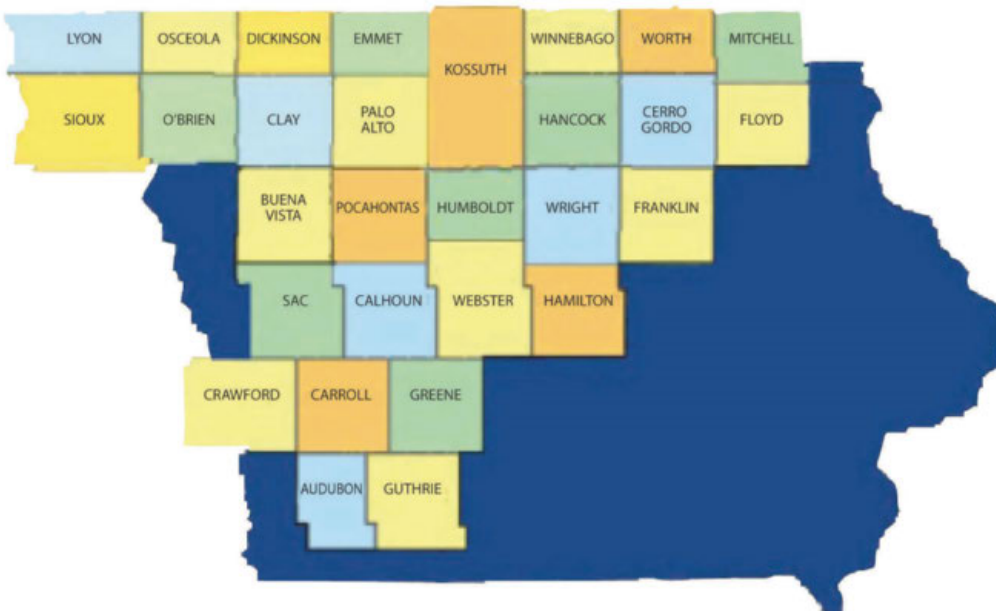 LYON
OSCEOLA
DICKINSON
EMMET
KOSSUTH
WINNEBAGO
WORTH
MITCHELL
SIOUX
O'BRIEN
CLAY
PALO
ALTO
HANCOCK
CERRO
GORDO
FLOYD
BUENA
VISTA
POCAHONTAS
HUMBOLDT
WRIGHT
FRANKLIN
SAC
CALHOUN
WEBSTER
HAMILTON
CRAWFORD
CARROLL
GREENE
AUDUBON
GUTHRIE